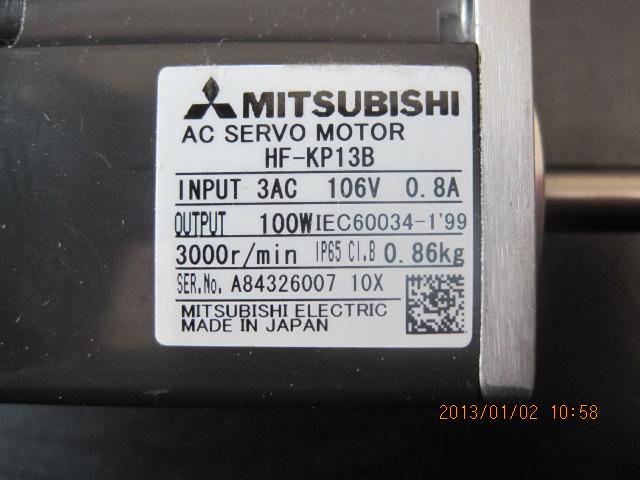 MITSUBISHI
AC SERVO MOTOR
HF-KP13B
INPUT 3AC 106V 0.8A
OUTPUT 100W IEC60034-1'99
3000r/min IP65 CI.B 0.86kg
SER.No. A84326007 10X
MITSUBISHI ELECTRIC
MADE IN JAPAN
2013/01/02 10:58